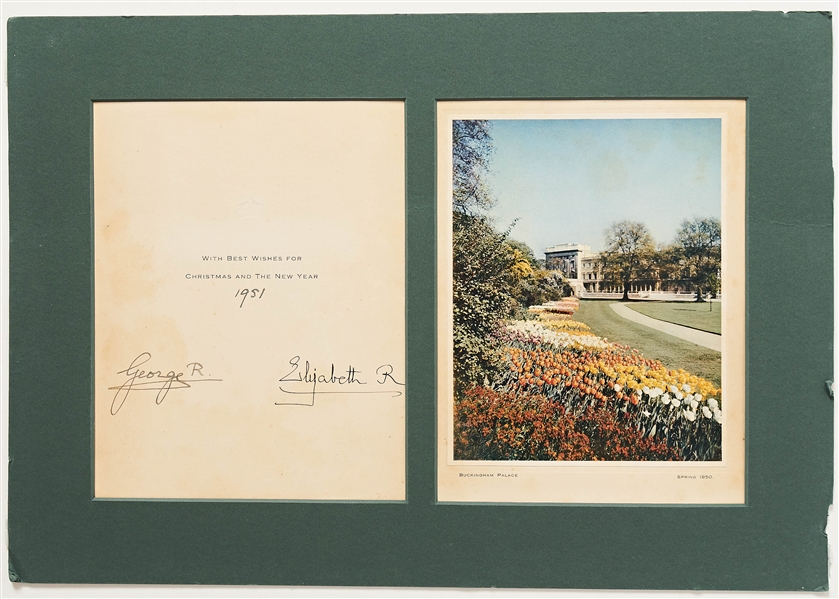 With Best Wishes for
Christmas and The New Year
1951
George R.
Elizabeth R
Buckingham Palace
Spring 1950.